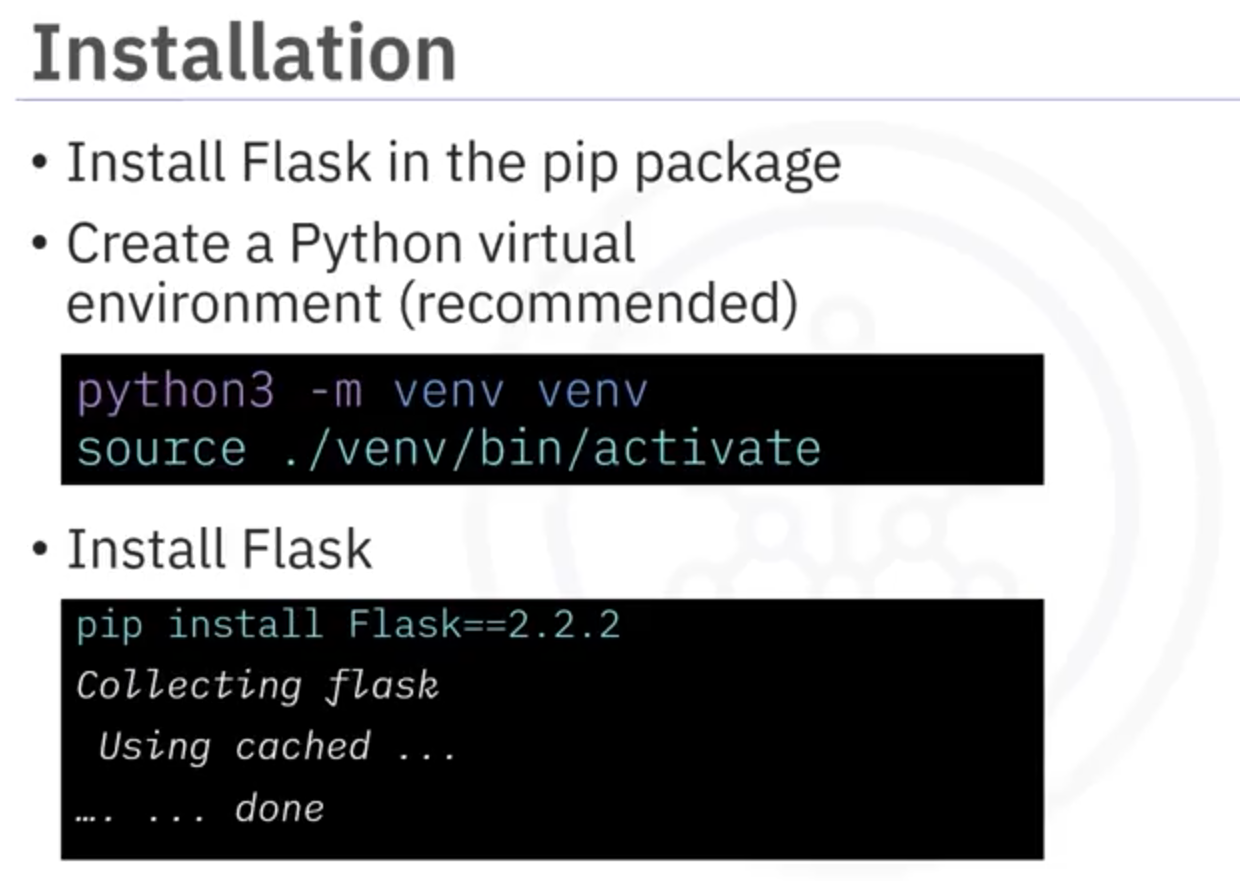 Installation
• Install Flask in the pip package
• Create a Python virtual
environment (recommended)
python3 -m venv venv
source ./venv/bin/activate
• Install Flask
pip install Flask==2.2.2
Collecting flask
Using cached ...
…. ... done